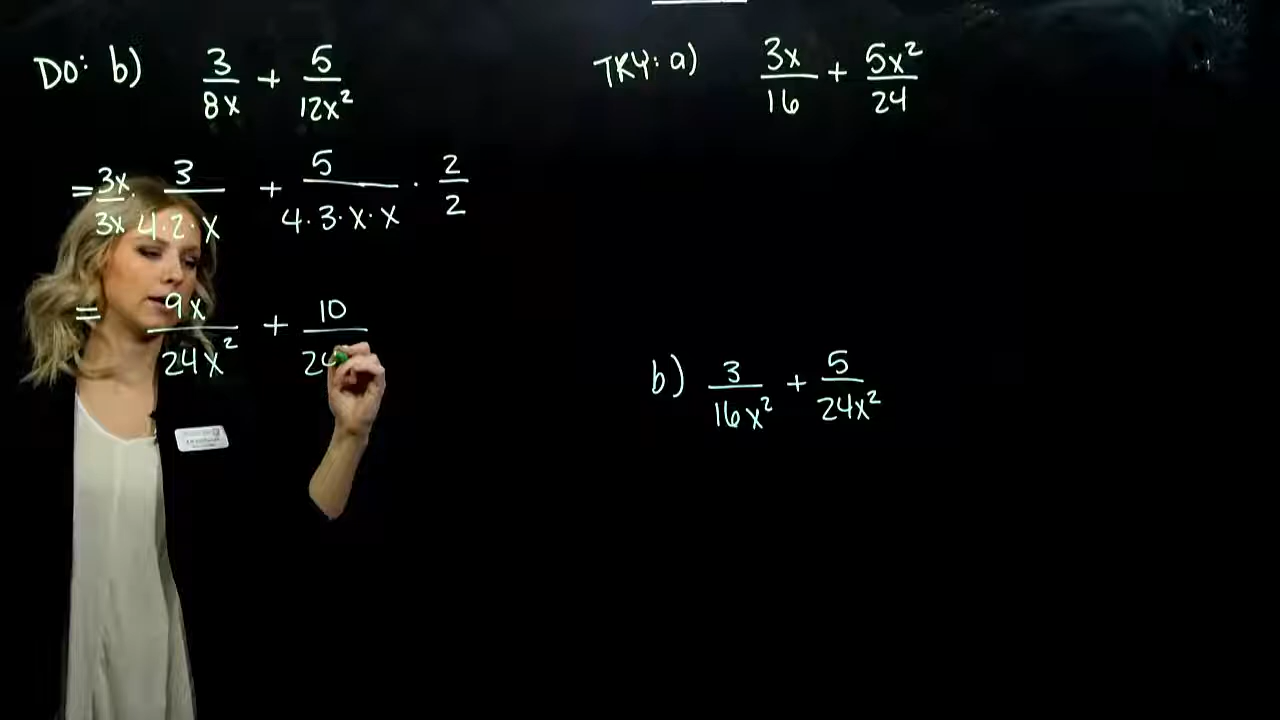 DO: b) 3/8x + 5/12x²
= 3x/3x · 3/4·2·x + 5/4·3·x·x · 2/2
= 9x/24x² + 10/24
TRY: a) 3x/16 + 5x²/24
b) 3/16x² + 5/24x²